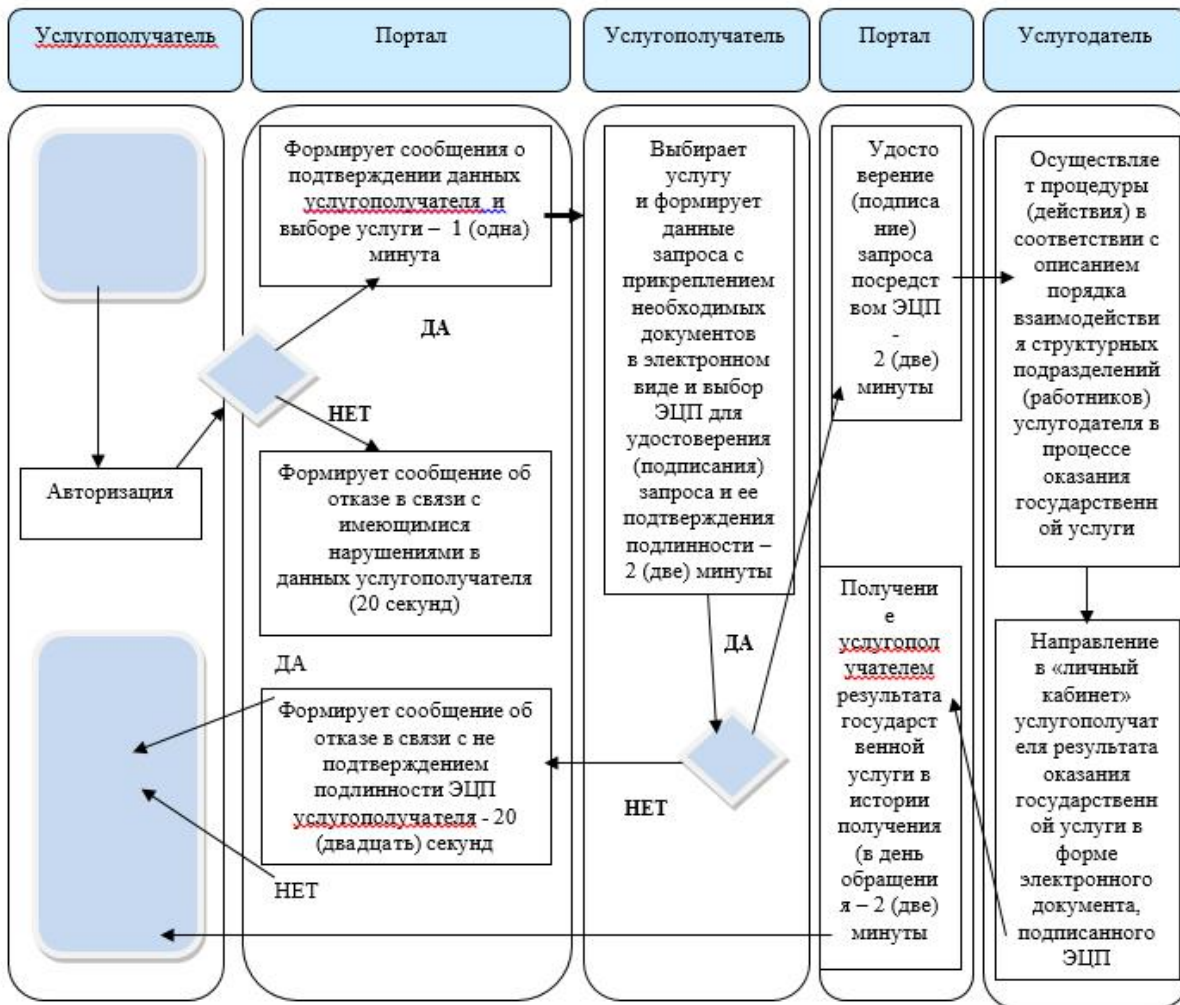 Услугополучатель
Портал
Услугополучатель
Портал
Услугодатель
Авторизация
Формирует сообщения о
подтверждении данных
услугополучателя и
выборе услуги – 1 (одна)
минута
ДА
НЕТ
Формирует сообщение об
отказе в связи с
имеющимися
нарушениями в
данных услугополучателя
(20 секунд)
ДА
Формирует сообщение об
отказе в связи с не
подтверждением
подлинности ЭЦП
услугополучателя - 20
(двадцать) секунд
НЕТ
Выбирает
услугу
и формирует
данные
запроса с
прикреплением
необходимых
документов
в электронном
виде и выбор
ЭЦП для
удостоверения
(подписания)
запроса и ее
подтверждения
подлинности –
2 (две) минуты
ДА
НЕТ
Удосто
верение
(подписа
ние)
запроса
посредст
вом ЭЦП
-
2 (две)
минуты
Получени
е
услугопол
учателем
результата
государст
венной
услуги в
истории
получения
(в день
обращени
я – 2 (две)
минуты
Осуществляе
т процедуры
(действия) в
соответствии с
описанием
порядка
взаимодействи
я структурных
подразделений
(работников)
услугодателя в
процессе
оказания
государственн
ой услуги
Направление
в «личный
кабинет»
услугополучат
еля результата
оказания
государственн
ой услуги в
форме
электронного
документа,
подписанного
ЭЦП